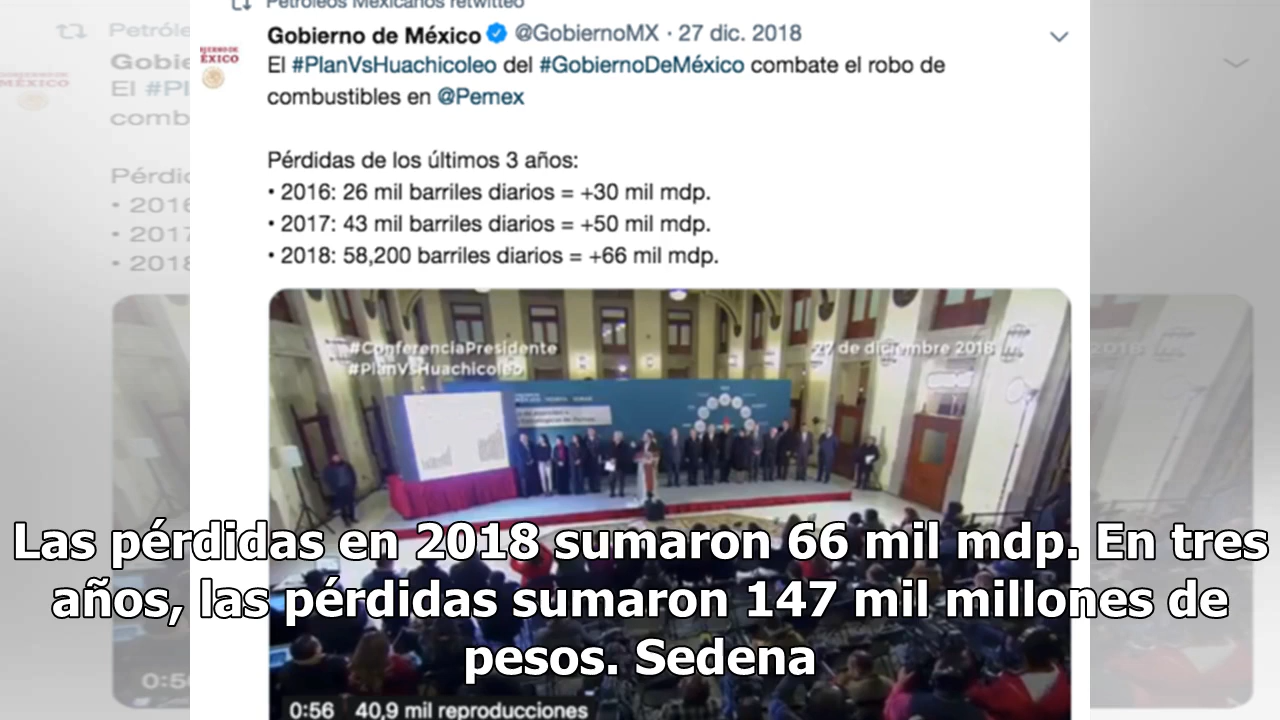 Petróleos Mexicanos retwitteó
Gobierno de México @GobiernoMX · 27 dic. 2018
El #PlanVsHuachicoleo del #GobiernoDeMéxico combate el robo de
combustibles en @Pemex
Pérdidas de los últimos 3 años:
• 2016: 26 mil barriles diarios = +30 mil mdp.
• 2017: 43 mil barriles diarios = +50 mil mdp.
• 2018: 58,200 barriles diarios = +66 mil mdp.
#ConferenciaPresidente
#PlanVsHuachicoleo
27 de diciembre 2018
Las pérdidas en 2018 sumaron 66 mil mdp. En tres
años, las pérdidas sumaron 147 mil millones de
pesos. Sedena
0:56 40,9 mil reproducciones